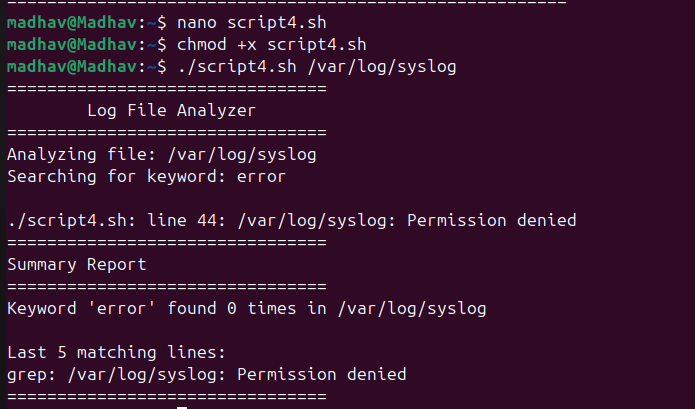 ================================================================
madhav@Madhav:~$ nano script4.sh
madhav@Madhav:~$ chmod +x script4.sh
madhav@Madhav:~$ ./script4.sh /var/log/syslog
================================
        Log File Analyzer
================================
Analyzing file: /var/log/syslog
Searching for keyword: error

./script4.sh: line 44: /var/log/syslog: Permission denied
================================
Summary Report
================================
Keyword 'error' found 0 times in /var/log/syslog

Last 5 matching lines:
grep: /var/log/syslog: Permission denied
================================